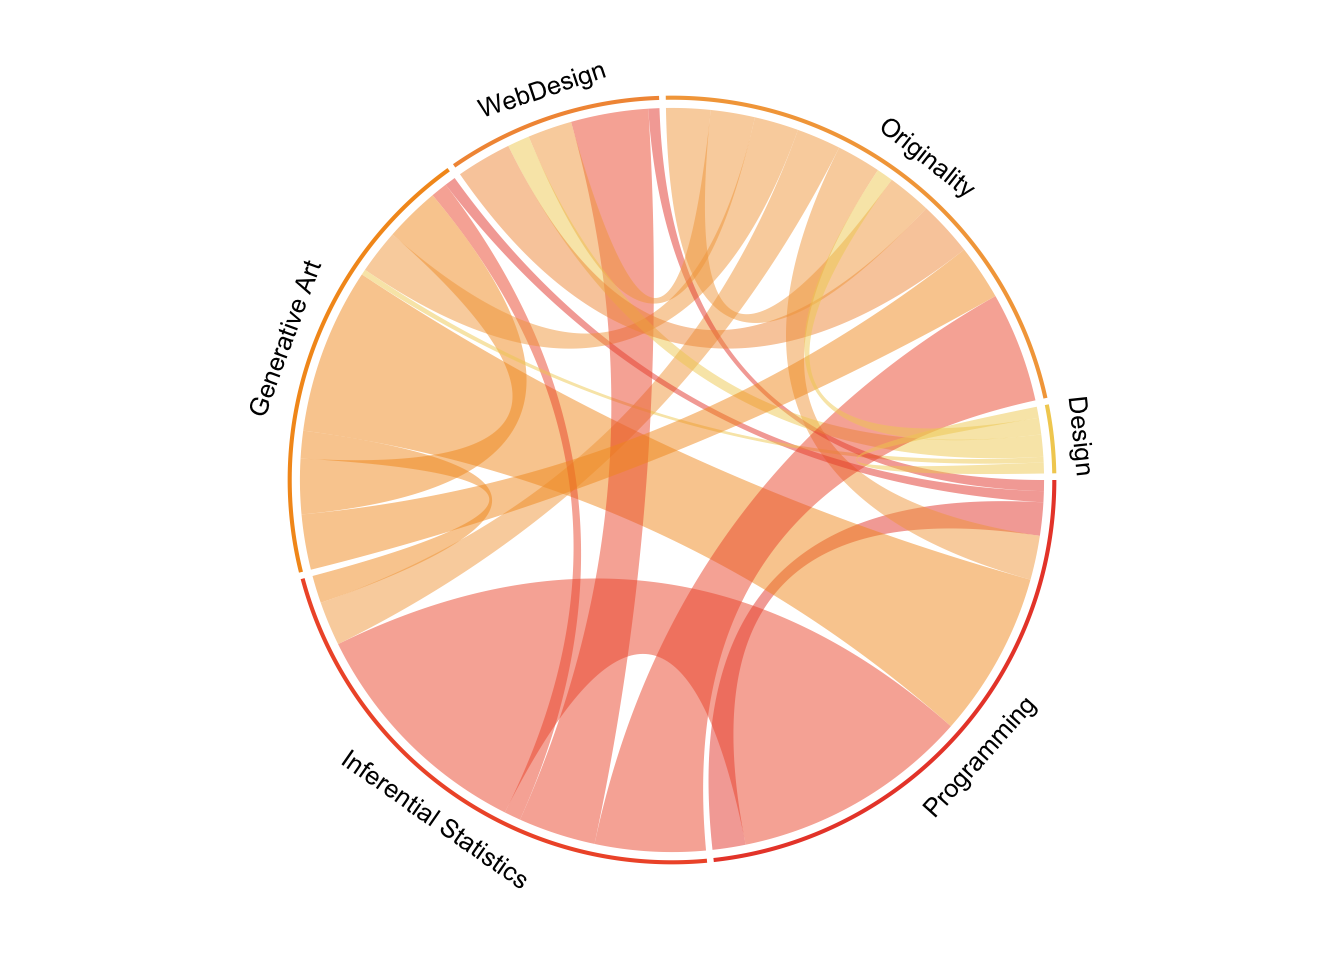 WebDesign
Originality
Generative Art
Design
Programming
Inferential Statistics